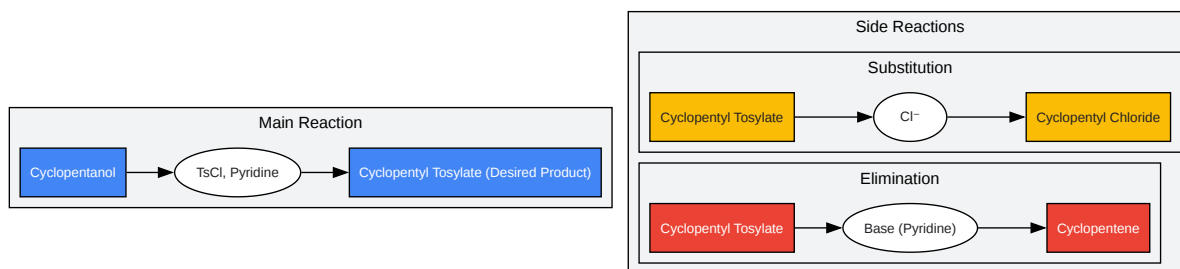 Main Reaction
Cyclopentanol
TsCl, Pyridine
Cyclopentyl Tosylate (Desired Product)
Side Reactions
Substitution
Cyclopentyl Tosylate
Cl⁻
Cyclopentyl Chloride
Elimination
Cyclopentyl Tosylate
Base (Pyridine)
Cyclopentene